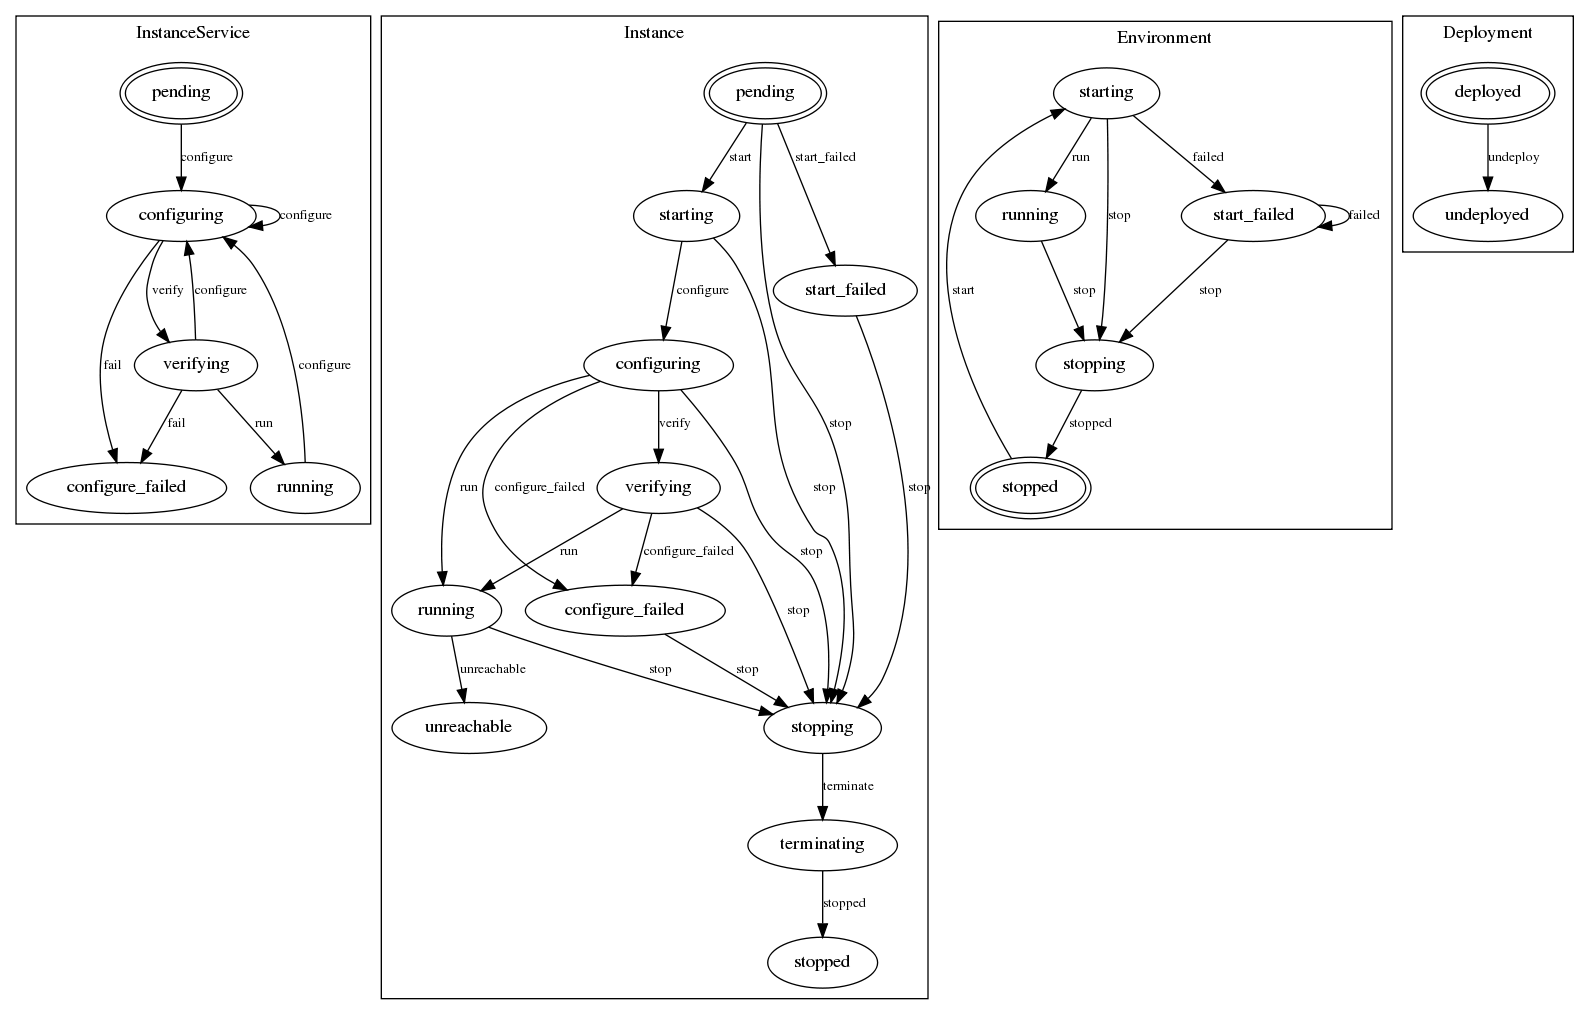 InstanceService
pending
configure
configuring
configure
verify
configure
fail
verifying
configure
fail
run
configure_failed
running
Instance
pending
start
start_failed
starting
configure
start_failed
configuring
stop
verify
run
configure_failed
verifying
stop
stop
run
configure_failed
stop
running
configure_failed
stop
unreachable
stop
stop
unreachable
stopping
terminate
terminating
stopped
stopped
Environment
starting
run
failed
running
stop
start_failed
failed
start
stop
stop
stopping
stopped
stopped
Deployment
deployed
undeploy
undeployed